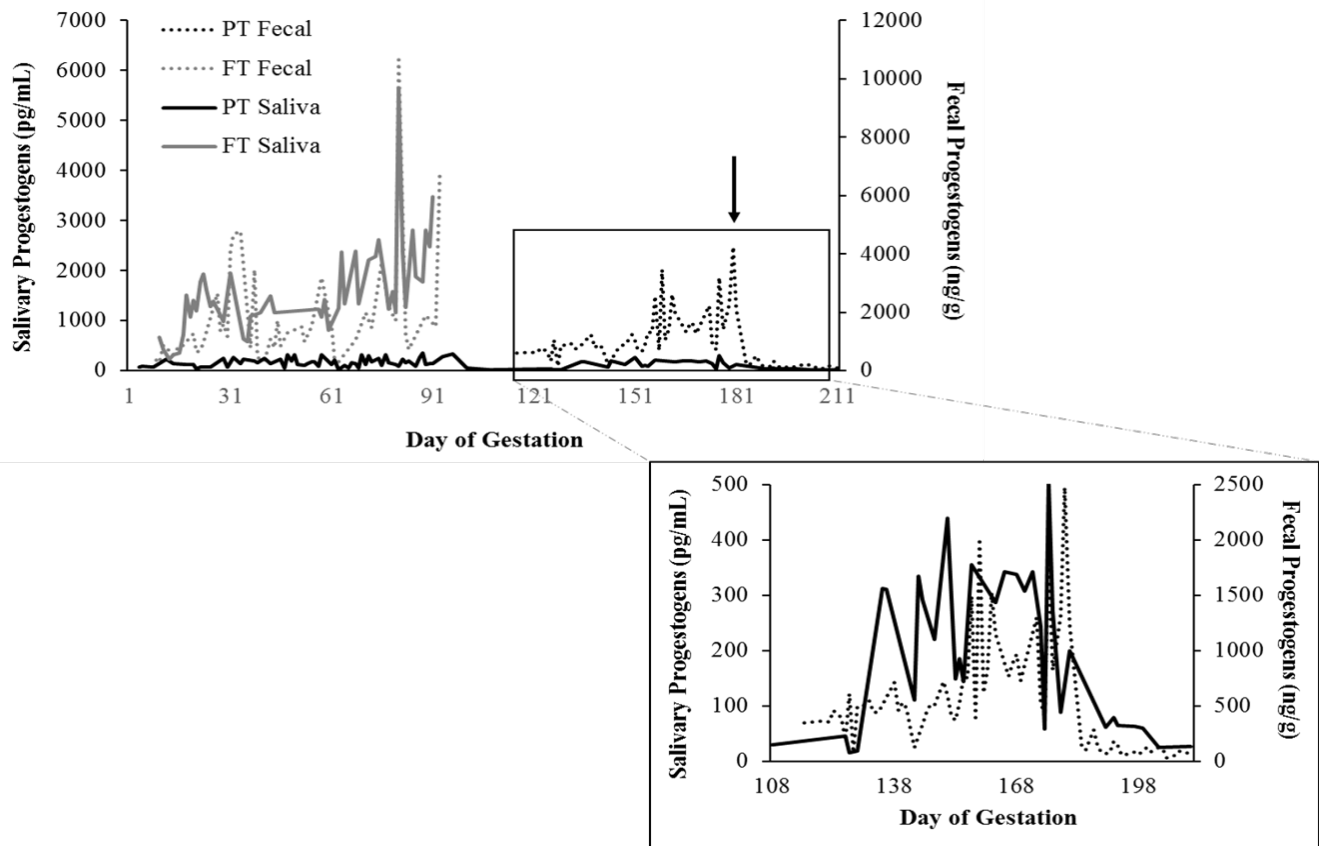 7000
6000
5000
4000
3000
2000
1000
0
Salivary Progestogens (pg/mL)
PT Fecal
FT Fecal
PT Saliva
FT Saliva
12000
10000
8000
6000
4000
2000
0
Fecal Progestogens (ng/g)
1 31 61 91 121 151 181 211
Day of Gestation
500
400
300
200
100
0
Salivary Progestogens (pg/mL)
2500
2000
1500
1000
500
0
Fecal Progestogens (ng/g)
108 138 168 198
Day of Gestation